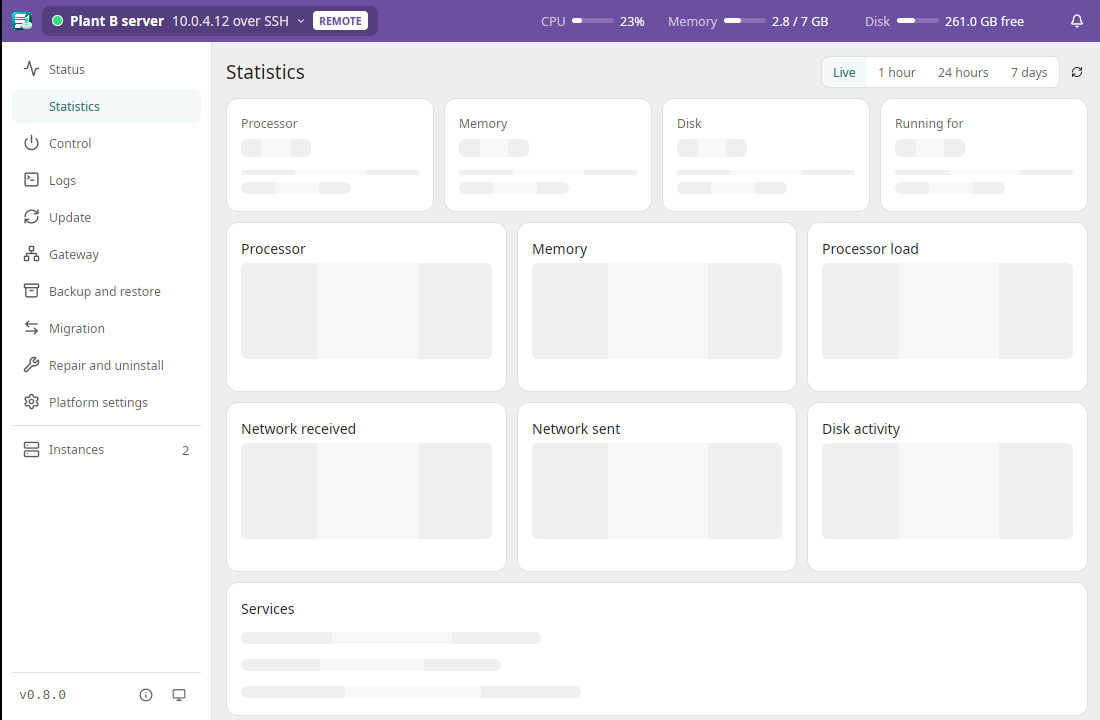 Plant B server 10.0.4.12 over SSH REMOTE CPU 23% Memory 2.8 / 7 GB Disk 261.0 GB free
Status
Statistics
Control
Logs
Update
Gateway
Backup and restore
Migration
Repair and uninstall
Platform settings
Instances 2
v0.8.0
Statistics
Live 1 hour 24 hours 7 days
Processor Memory Disk Running for
Processor Memory Processor load
Network received Network sent Disk activity
Services